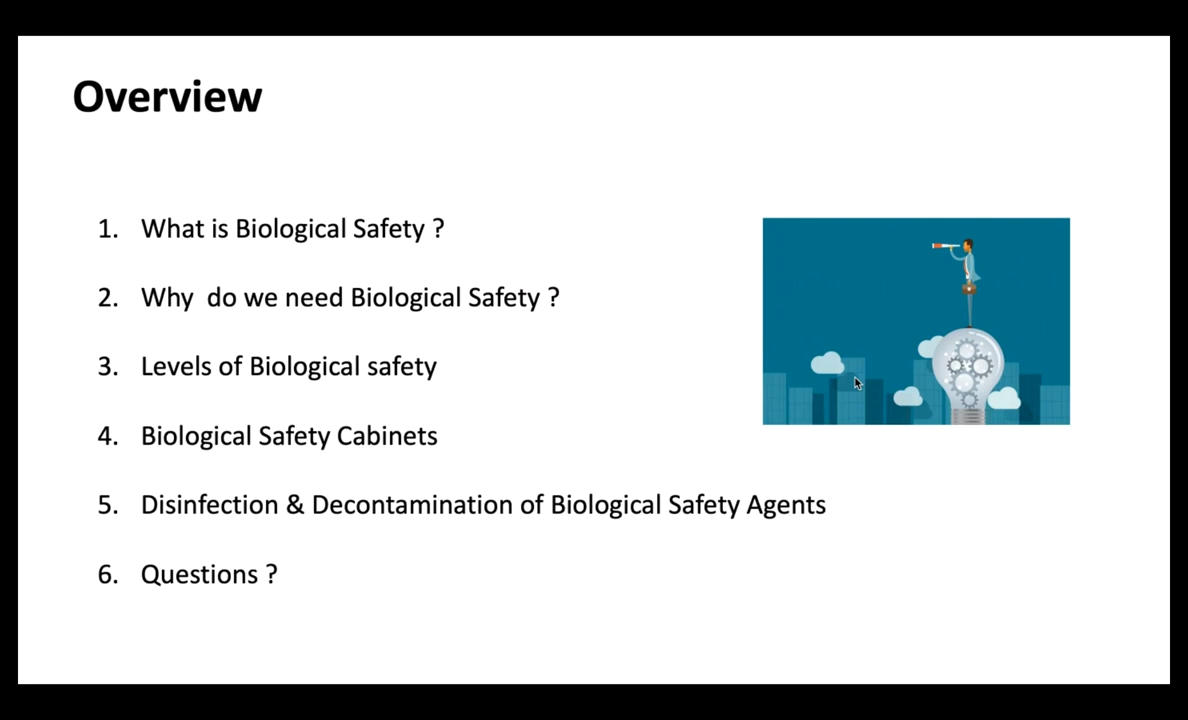 Overview
1. What is Biological Safety ?
2. Why  do we need Biological Safety ?
3. Levels of Biological safety
4. Biological Safety Cabinets
5. Disinfection & Decontamination of Biological Safety Agents
6. Questions ?